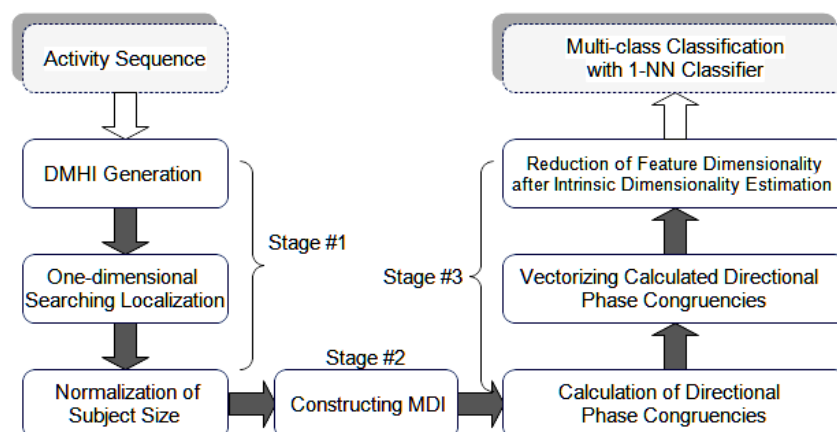 Activity Sequence
DMHI Generation
One-dimensional
Searching Localization
Normalization of
Subject Size
Stage #1
Stage #2
Constructing MDI
Stage #3
Multi-class Classification
with 1-NN Classifier
Reduction of Feature Dimensionality
after Intrinsic Dimensionality Estimation
Vectorizing Calculated Directional
Phase Congruencies
Calculation of Directional
Phase Congruencies